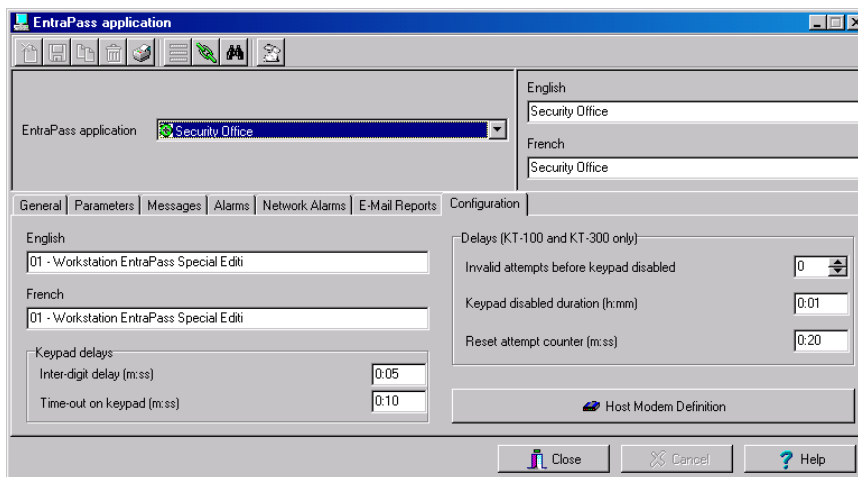 EntraPass application
English
Security Office
EntraPass application Security Office
French
Security Office
General Parameters Messages Alarms Network Alarms E-Mail Reports Configuration
English
01 - Workstation EntraPass Special Editi
French
01 - Workstation EntraPass Special Editi
Keypad delays
Inter-digit delay (m:ss) 0:05
Time-out on keypad (m:ss) 0:10
Delays (KT-100 and KT-300 only)
Invalid attempts before keypad disabled 0
Keypad disabled duration (h:mm) 0:01
Reset attempt counter (m:ss) 0:20
Host Modem Definition
Close Cancel Help